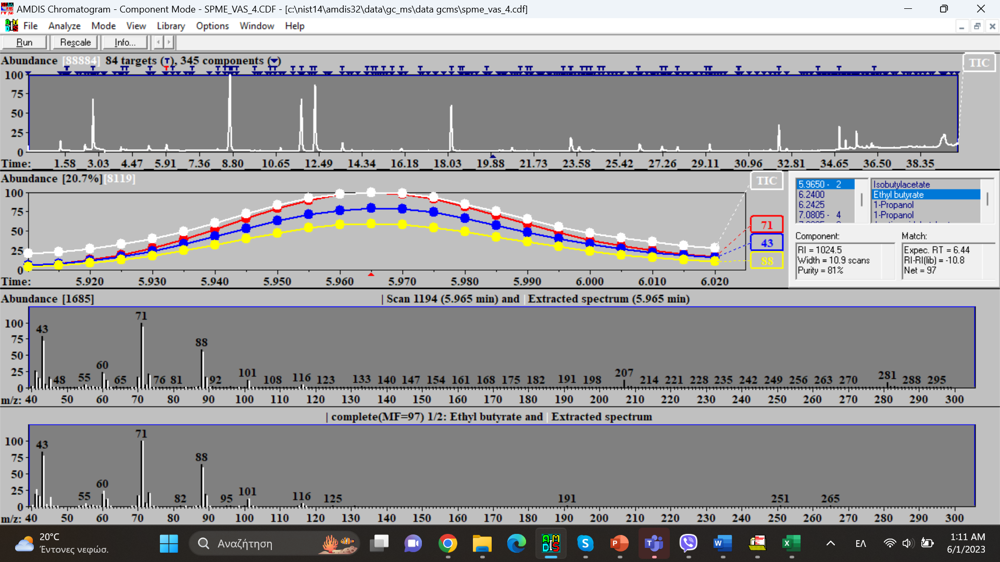 AMDIS Chromatogram - Component Mode - SPME_VAS_4.CDF - [c:\nist14\amdis32\data\gc_ms\data gcms\spme_vas_4.cdf]
File Analyze Mode View Library Options Window Help
Run Rescale Info...
Abundance [88884] 84 targets (T), 345 components (▼)
TIC
100
75
50
25
0
Time: 1.58 3.03 4.47 5.91 7.36 8.80 10.65 12.49 14.34 16.18 18.03 19.88 21.73 23.58 25.42 27.26 29.11 30.96 32.81 34.65 36.50 38.35
Abundance [20.7%][8119]
TIC
100
75
50
25
0
71
43
88
Time: 5.920 5.930 5.940 5.950 5.960 5.970 5.980 5.990 6.000 6.010 6.020
5.9650 - 2
6.2400
6.2425
7.0805 - 4
Isobutylacetate
Ethyl butyrate
1-Propanol
1-Propanol
Component:
RI = 1024.5
Width = 10.9 scans
Purity = 81%
Match:
Expec. RT = 6.44
RI-RI(lib) = -10.8
Net = 97
Abundance [1685] | Scan 1194 (5.965 min) and | Extracted spectrum (5.965 min)
100
75
50
25
0
43 48 55 60 65 71 76 81 88 92 101 108 116 123 133 140 147 154 161 168 175 182 191 198 207 214 221 228 235 242 249 256 263 270 281 288 295
m/z: 40 50 60 70 80 90 100 110 120 130 140 150 160 170 180 190 200 210 220 230 240 250 260 270 280 290 300
| complete(MF=97) 1/2: Ethyl butyrate and | Extracted spectrum
100
75
50
25
0
43 55 60 71 82 88 95 101 116 125 191 251 265
m/z: 40 50 60 70 80 90 100 110 120 130 140 150 160 170 180 190 200 210 220 230 240 250 260 270 280 290 300
20°C
Έντονες νεφώσ.
Αναζήτηση
ΕΛ
1:11 AM
6/1/2023